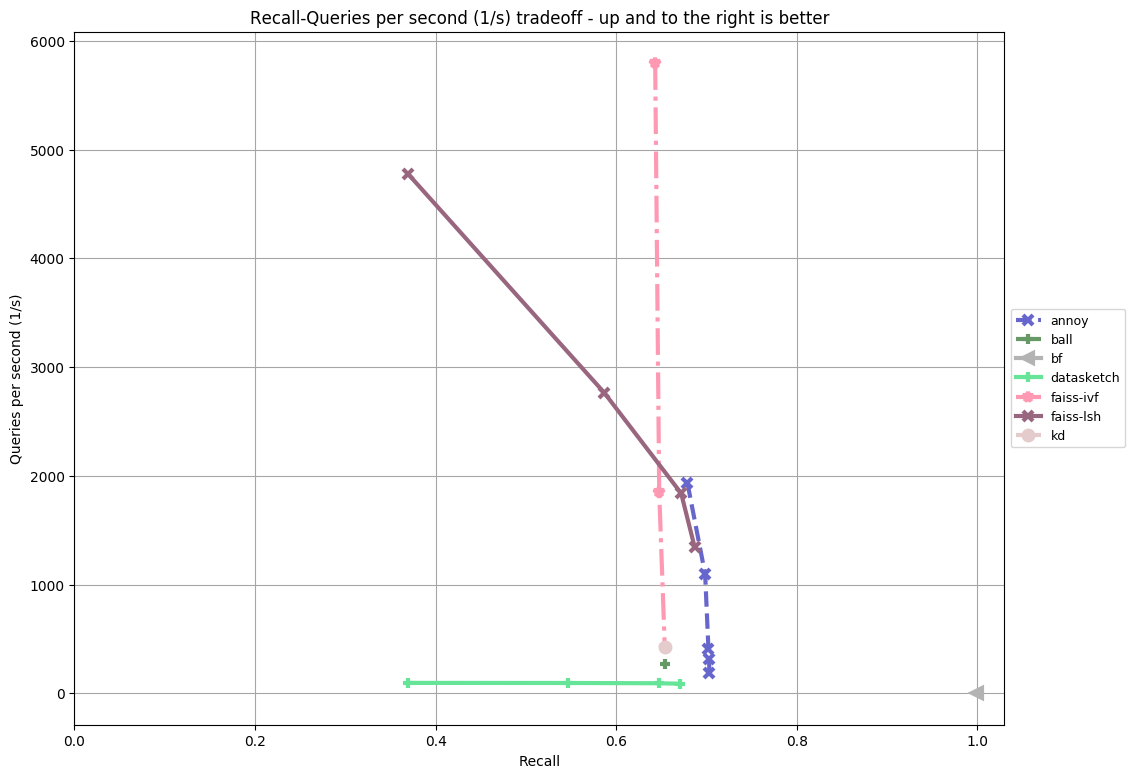 Recall-Queries per second (1/s) tradeoff - up and to the right is better
6000
5000
4000
3000
2000
1000
0
Queries per second (1/s)
0.0 0.2 0.4 0.6 0.8 1.0
Recall
annoy
ball
bf
datasketch
faiss-ivf
faiss-lsh
kd